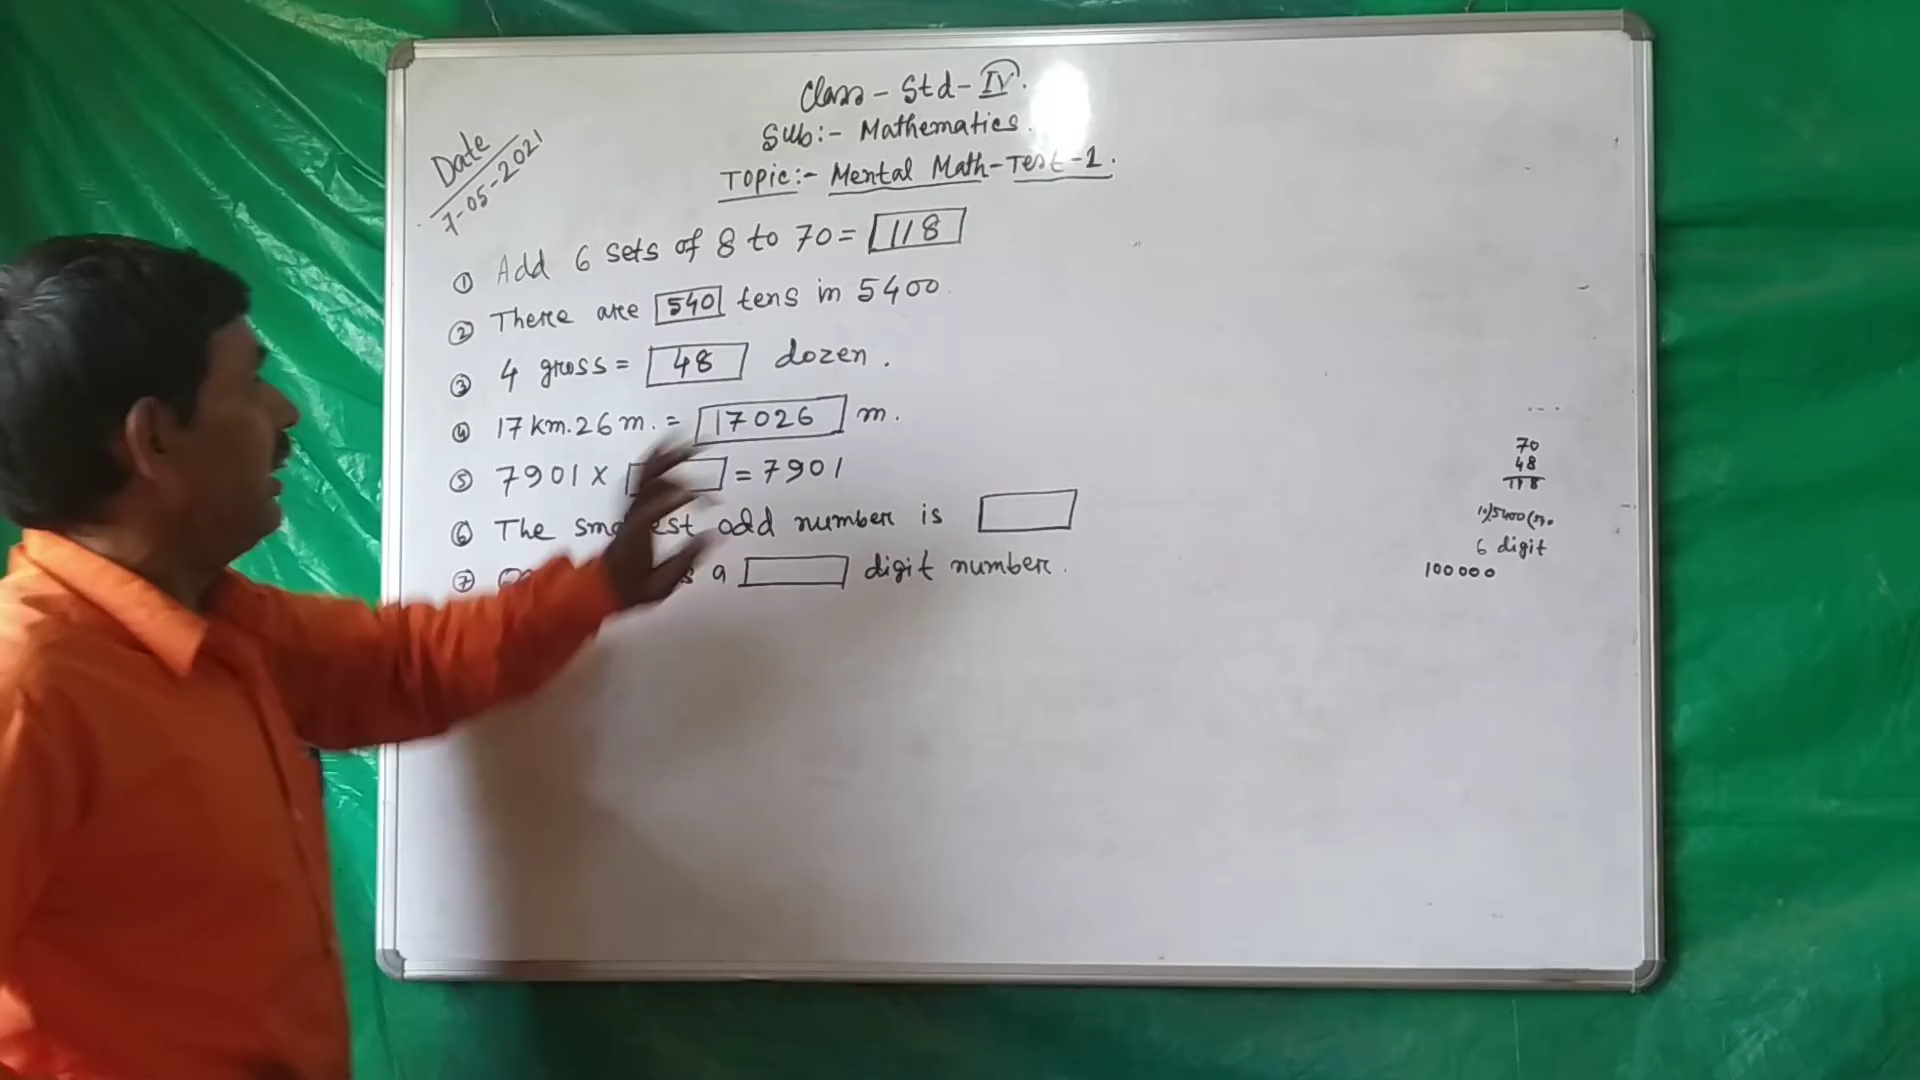 Class - Std - IV.
Sub:- Mathematics.
Topic:- Mental Math-Test-1.
Date
7-05-2021
① Add 6 sets of 8 to 70 = 118
② There are 540 tens in 5400
③ 4 gross = 48 dozen.
④ 17 km. 26 m. = 17026 m.
⑤ 7901 x = 7901
⑥ The odd number is
⑦ a digit number.
70
48
118
6 digit
100000